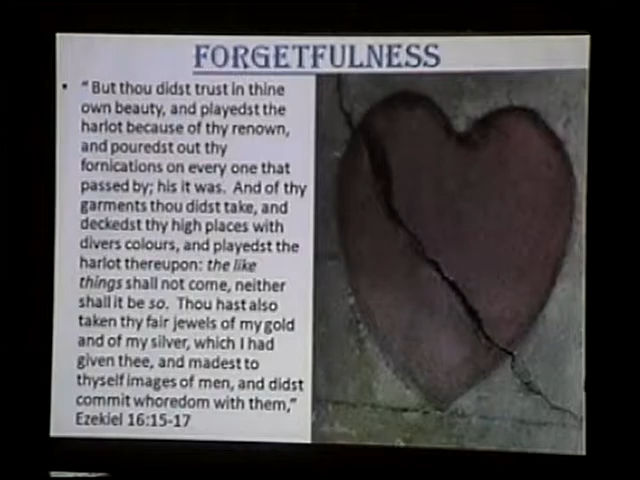 FORGETFULNESS
• " But thou didst trust in thine
own beauty, and playedst the
harlot because of thy renown,
and pouredst out thy
fornications on every one that
passed by; his it was. And of thy
garments thou didst take, and
deckedst thy high places with
divers colours, and playedst the
harlot thereupon: the like
things shall not come, neither
shall it be so. Thou hast also
taken thy fair jewels of my gold
and of my silver, which I had
given thee, and madest to
thyself images of men, and didst
commit whoredom with them,"
Ezekiel 16:15-17